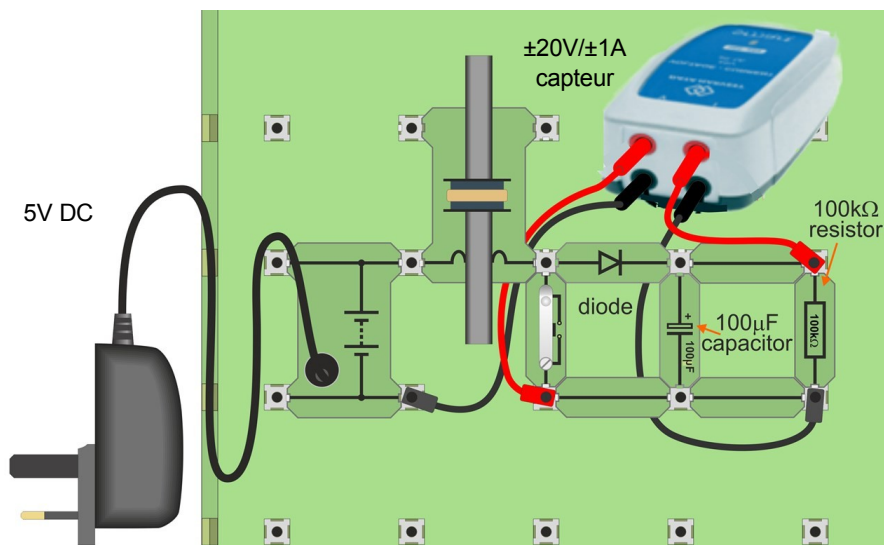 ±20V/±1A
capteur
5V DC
100kΩ
resistor
diode
+
100μF
100μF
capacitor
100kΩ